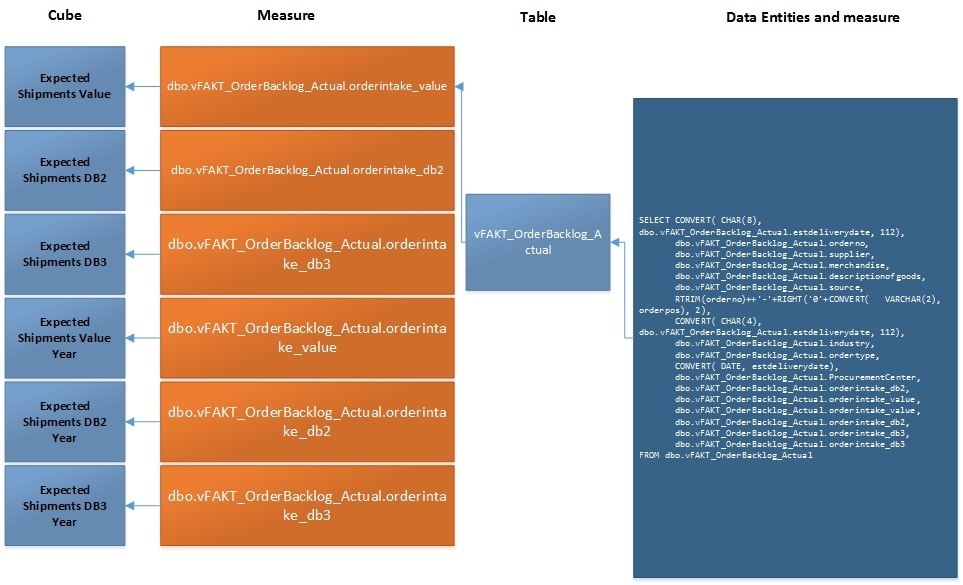 Cube
Measure
Table
Data Entities and measure
Expected
Shipments Value
dbo.vFAKT_OrderBacklog_Actual.orderintake_value
Expected
Shipments DB2
dbo.vFAKT_OrderBacklog_Actual.orderintake_db2
Expected
Shipments DB3
dbo.vFAKT_OrderBacklog_Actual.orderinta
ke_db3
Expected
Shipments Value
Year
dbo.vFAKT_OrderBacklog_Actual.orderinta
ke_value
Expected
Shipments DB2
Year
dbo.vFAKT_OrderBacklog_Actual.orderinta
ke_db2
Expected
Shipments DB3
Year
dbo.vFAKT_OrderBacklog_Actual.orderinta
ke_db3
vFAKT_OrderBacklog_A
ctual
SELECT CONVERT( CHAR(8),
dbo.vFAKT_OrderBacklog_Actual.estdeliverydate, 112),
dbo.vFAKT_OrderBacklog_Actual.orderno,
dbo.vFAKT_OrderBacklog_Actual.supplier,
dbo.vFAKT_OrderBacklog_Actual.merchandise,
dbo.vFAKT_OrderBacklog_Actual.descriptionofgoods,
dbo.vFAKT_OrderBacklog_Actual.source,
RTRIM(orderno)++'-'+RIGHT('0'+CONVERT( VARCHAR(2),
orderpos), 2),
CONVERT( CHAR(4),
dbo.vFAKT_OrderBacklog_Actual.estdeliverydate, 112),
dbo.vFAKT_OrderBacklog_Actual.industry,
dbo.vFAKT_OrderBacklog_Actual.ordertype,
CONVERT( DATE, estdeliverydate),
dbo.vFAKT_OrderBacklog_Actual.ProcurementCenter,
dbo.vFAKT_OrderBacklog_Actual.orderintake_db2,
dbo.vFAKT_OrderBacklog_Actual.orderintake_value,
dbo.vFAKT_OrderBacklog_Actual.orderintake_value,
dbo.vFAKT_OrderBacklog_Actual.orderintake_db2,
dbo.vFAKT_OrderBacklog_Actual.orderintake_db3,
dbo.vFAKT_OrderBacklog_Actual.orderintake_db3
FROM dbo.vFAKT_OrderBacklog_Actual